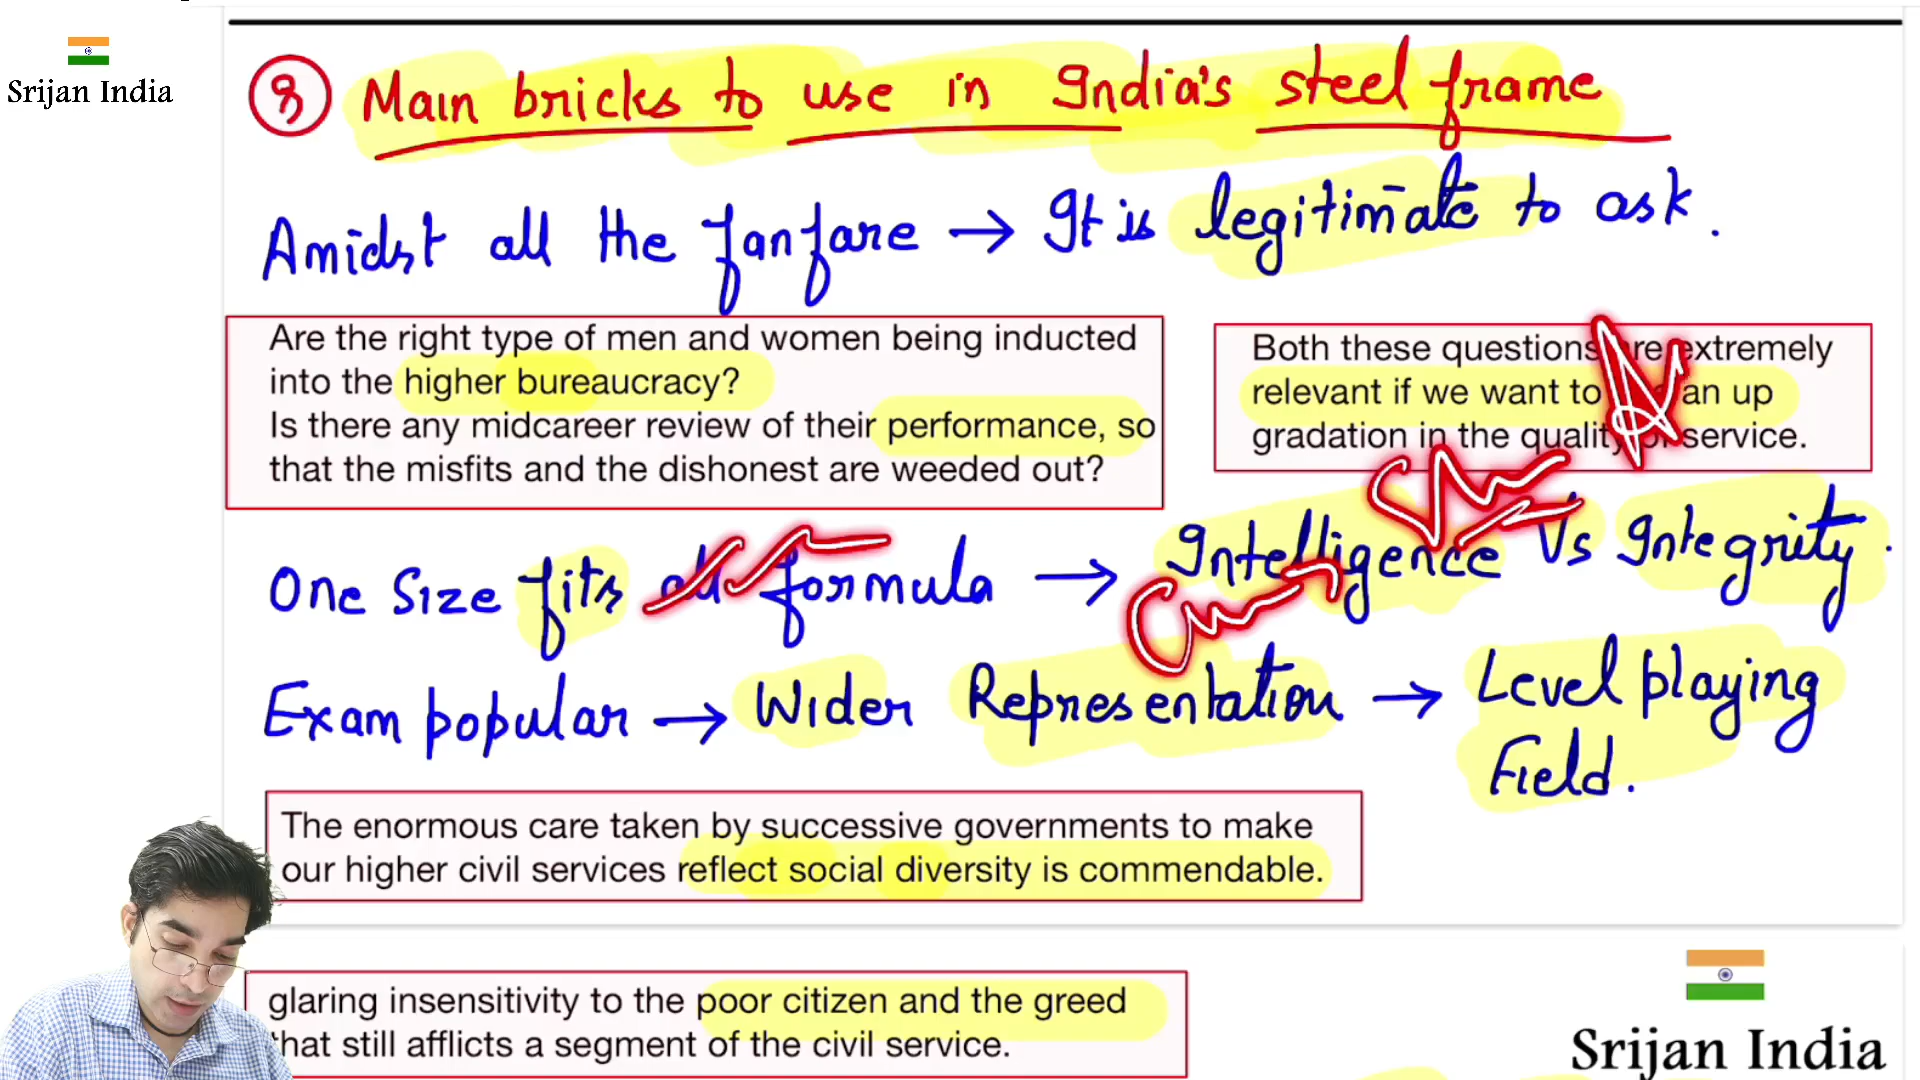 Srijan India
8 Main bricks to use in India's steel frame
Amidst all the fanfare → It is legitimate to ask.
Are the right type of men and women being inducted
into the higher bureaucracy?
Is there any midcareer review of their performance, so
that the misfits and the dishonest are weeded out?
Both these questions are extremely
relevant if we want to an up
gradation in the quality of service.
One Size fits all formula → Intelligence Vs Integrity.
Exam popular → Wider Representation → Level playing
Field.
The enormous care taken by successive governments to make
our higher civil services reflect social diversity is commendable.
glaring insensitivity to the poor citizen and the greed
that still afflicts a segment of the civil service.
Srijan India